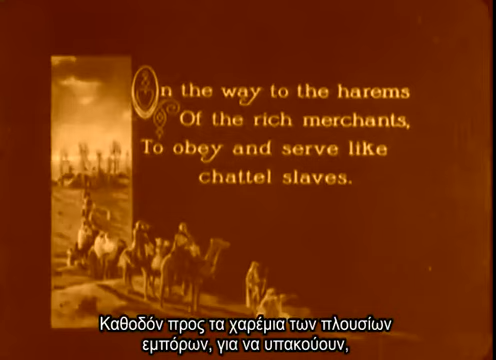 On the way to the harems
Of the rich merchants,
To obey and serve like
chattel slaves.
Καθοδόν προς τα χαρέμια των πλουσίων
εμπόρων, για να υπακούουν,